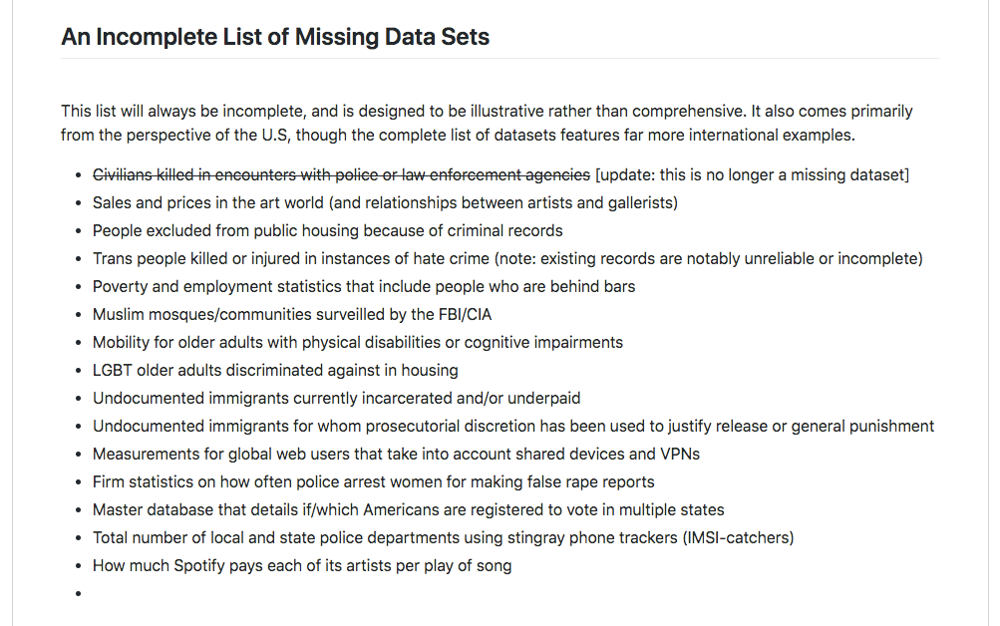 An Incomplete List of Missing Data Sets
This list will always be incomplete, and is designed to be illustrative rather than comprehensive. It also comes primarily
from the perspective of the U.S, though the complete list of datasets features far more international examples.
• Civilians killed in encounters with police or law enforcement agencies [update: this is no longer a missing dataset]
• Sales and prices in the art world (and relationships between artists and gallerists)
• People excluded from public housing because of criminal records
• Trans people killed or injured in instances of hate crime (note: existing records are notably unreliable or incomplete)
• Poverty and employment statistics that include people who are behind bars
• Muslim mosques/communities surveilled by the FBI/CIA
• Mobility for older adults with physical disabilities or cognitive impairments
• LGBT older adults discriminated against in housing
• Undocumented immigrants currently incarcerated and/or underpaid
• Undocumented immigrants for whom prosecutorial discretion has been used to justify release or general punishment
• Measurements for global web users that take into account shared devices and VPNs
• Firm statistics on how often police arrest women for making false rape reports
• Master database that details if/which Americans are registered to vote in multiple states
• Total number of local and state police departments using stingray phone trackers (IMSI-catchers)
• How much Spotify pays each of its artists per play of song
•